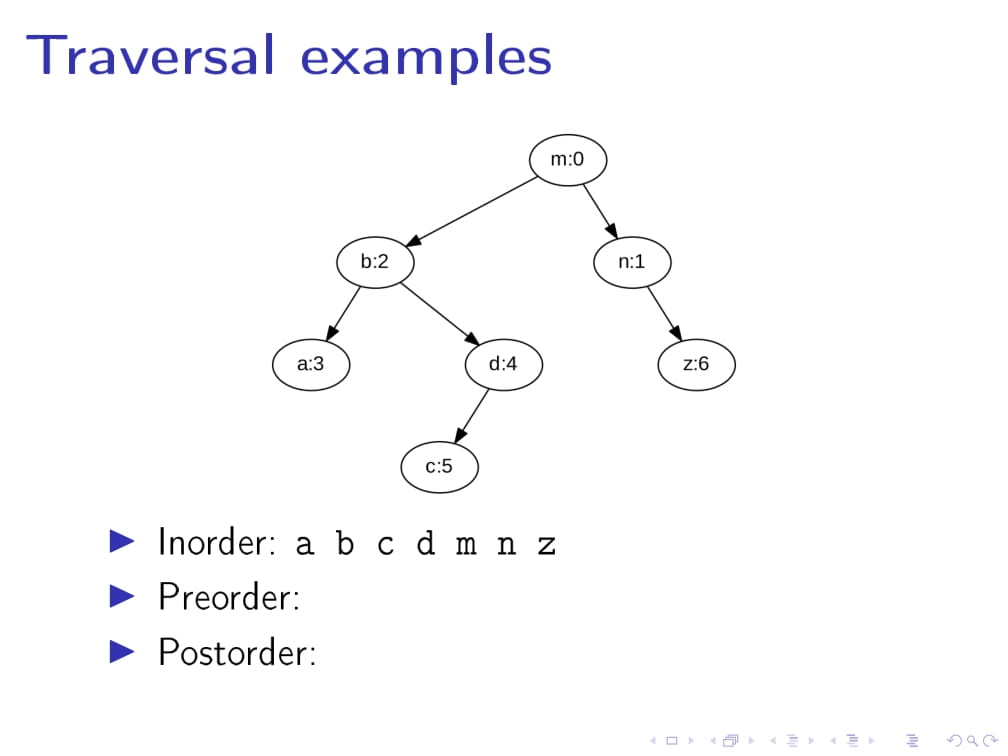 Traversal examples
m:0
b:2
n:1
a:3
d:4
z:6
c:5
Inorder: a b c d m n z
Preorder:
Postorder: